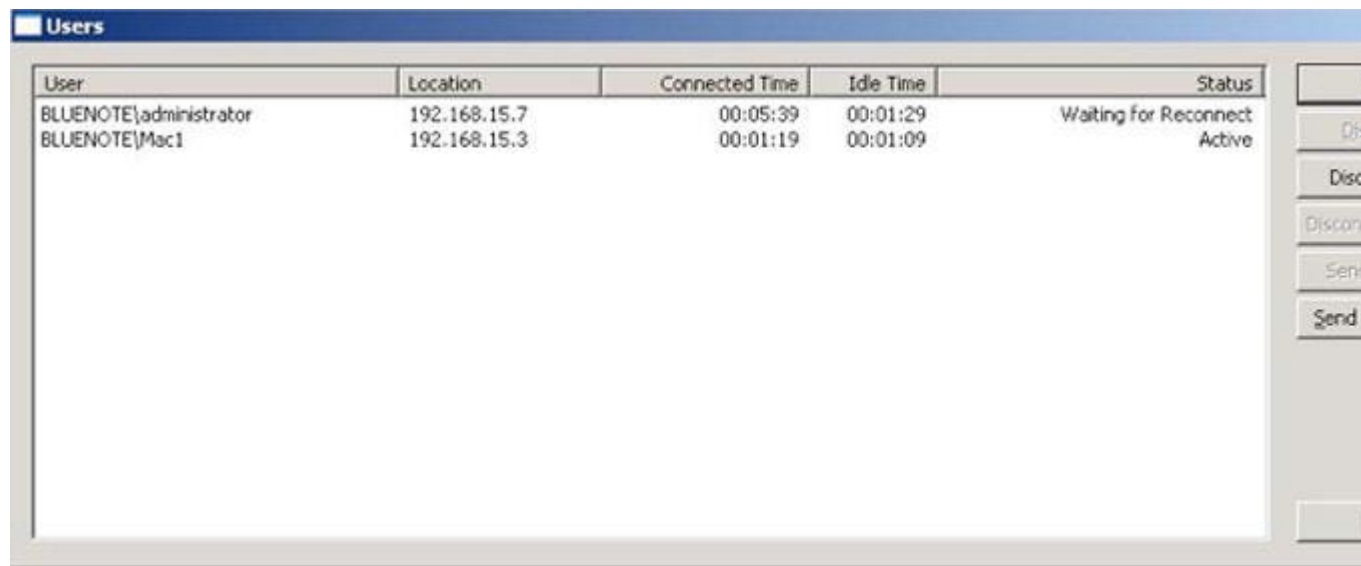 Users
User Location Connected Time Idle Time Status
BLUENOTE\administrator 192.168.15.7 00:05:39 00:01:29 Waiting for Reconnect
BLUENOTE\Mac1 192.168.15.3 00:01:19 00:01:09 Active
Send